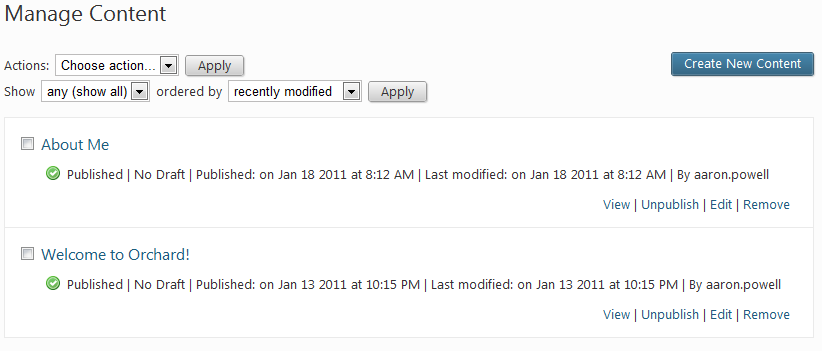 Manage Content
Actions: Choose action... Apply Create New Content
Show any (show all) ordered by recently modified Apply
About Me
Published | No Draft | Published: on Jan 18 2011 at 8:12 AM | Last modified: on Jan 18 2011 at 8:12 AM | By aaron.powell
View | Unpublish | Edit | Remove
Welcome to Orchard!
Published | No Draft | Published: on Jan 13 2011 at 10:15 PM | Last modified: on Jan 13 2011 at 10:15 PM | By aaron.powell
View | Unpublish | Edit | Remove